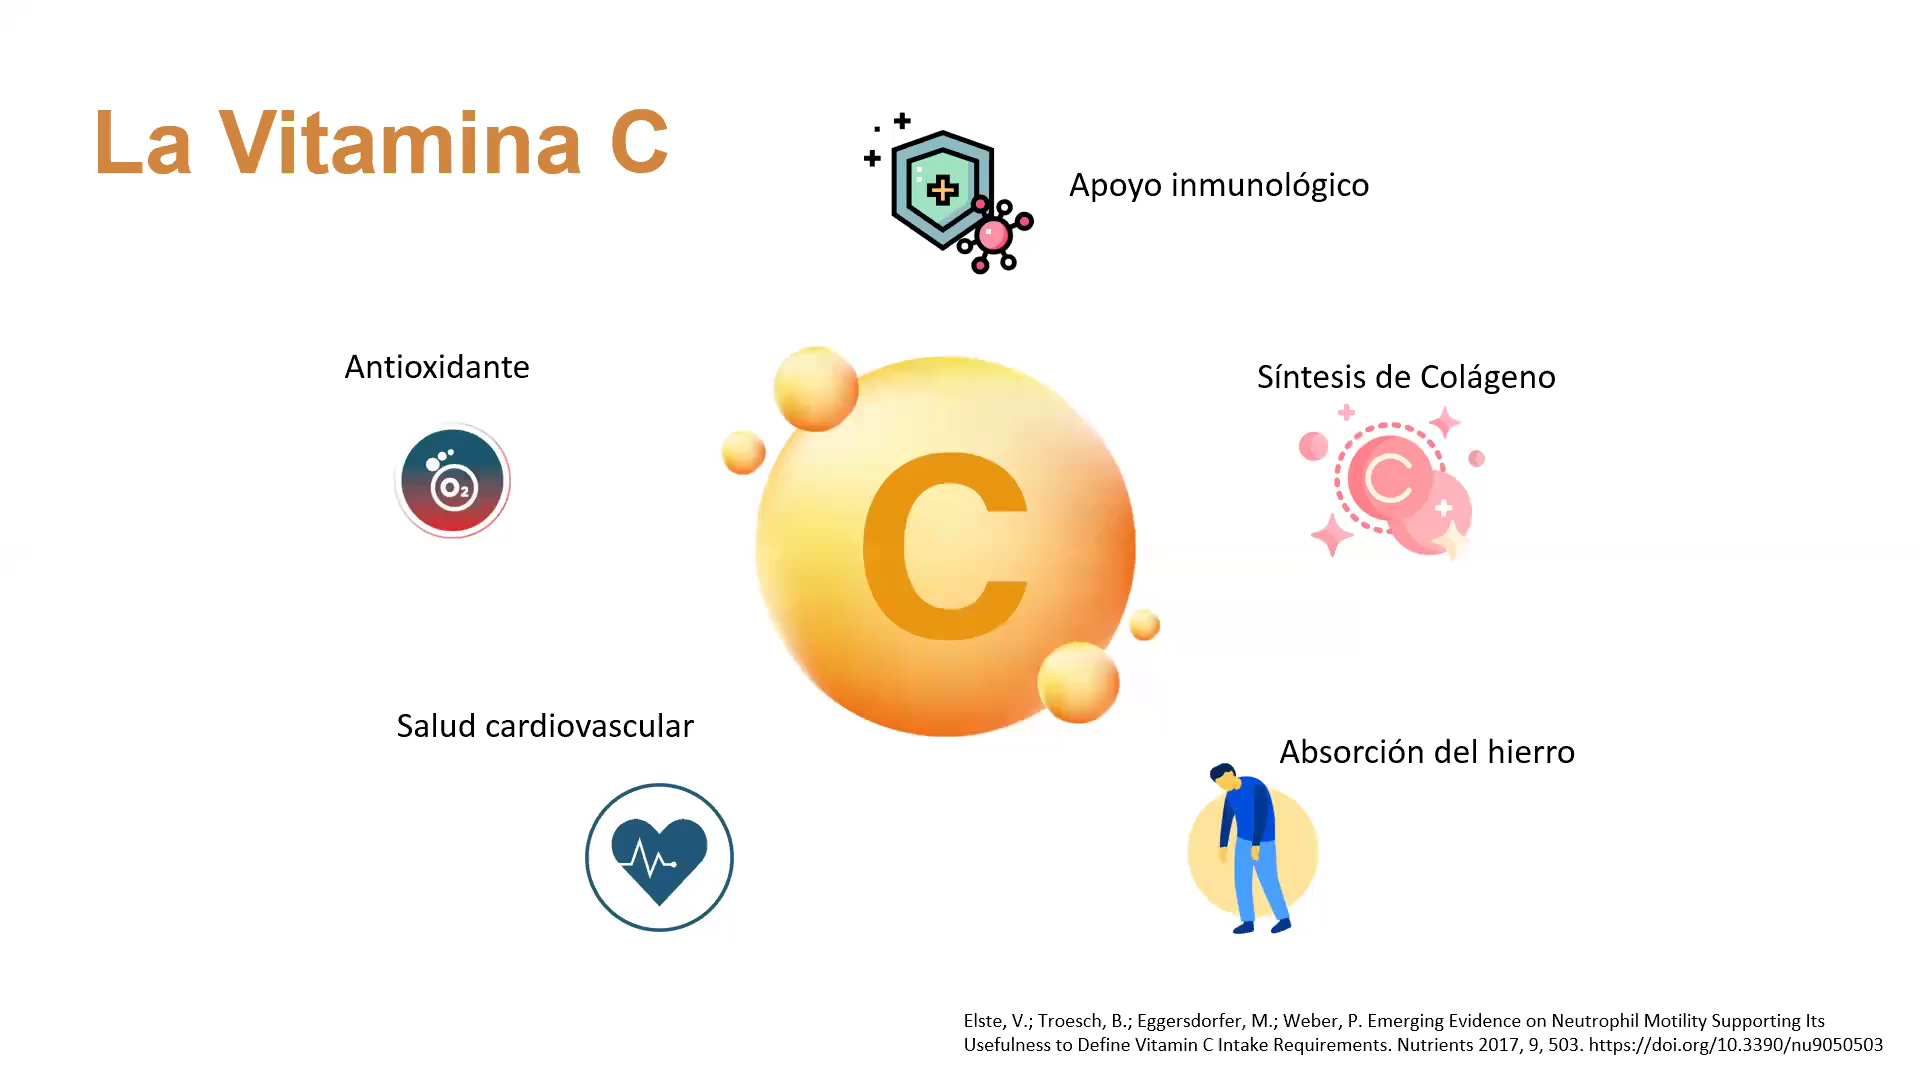 La Vitamina C
Apoyo inmunológico
Antioxidante
O2
Síntesis de Colágeno
C
C
Salud cardiovascular
Absorción del hierro
Elste, V.; Troesch, B.; Eggersdorfer, M.; Weber, P. Emerging Evidence on Neutrophil Motility Supporting Its
Usefulness to Define Vitamin C Intake Requirements. Nutrients 2017, 9, 503. https://doi.org/10.3390/nu9050503